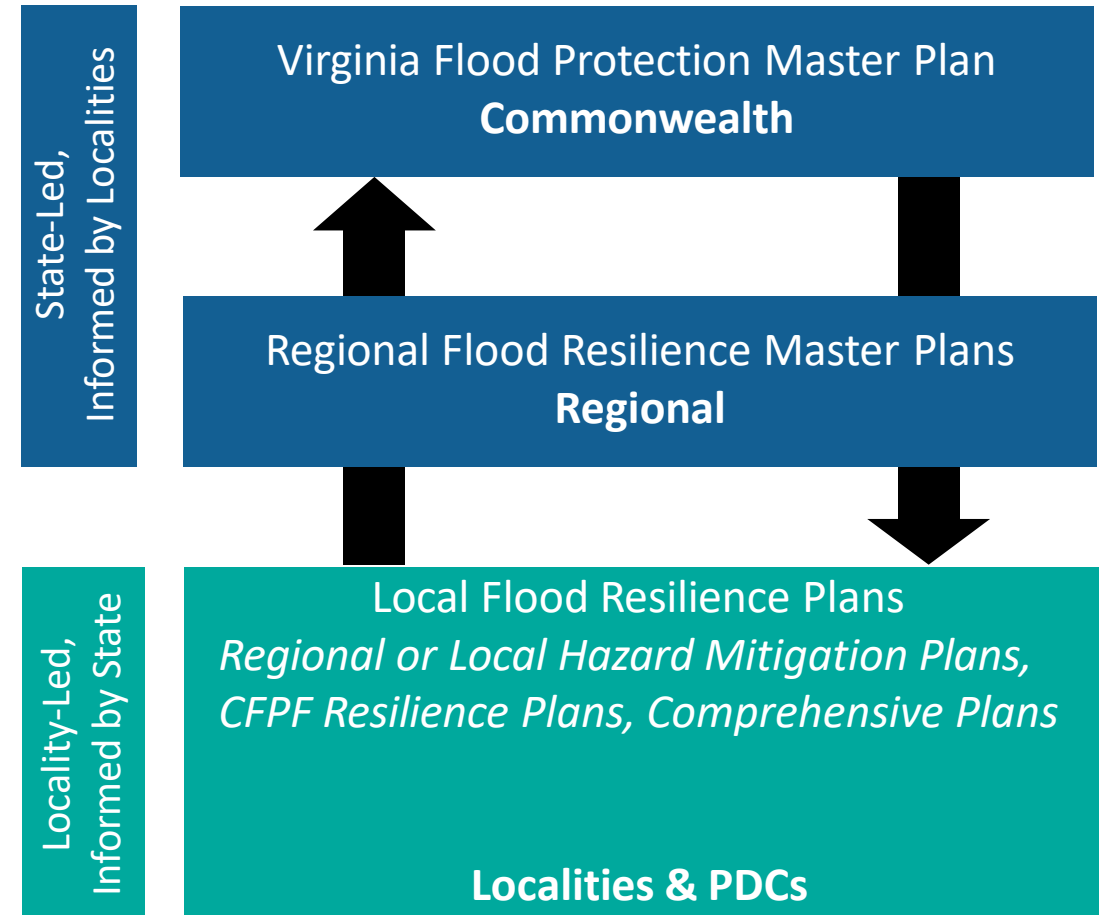 State-Led,
Informed by Localities
Virginia Flood Protection Master Plan
Commonwealth
Regional Flood Resilience Master Plans
Regional
Locality-Led,
Informed by State
Local Flood Resilience Plans
Regional or Local Hazard Mitigation Plans,
CFPF Resilience Plans, Comprehensive Plans
Localities & PDCs